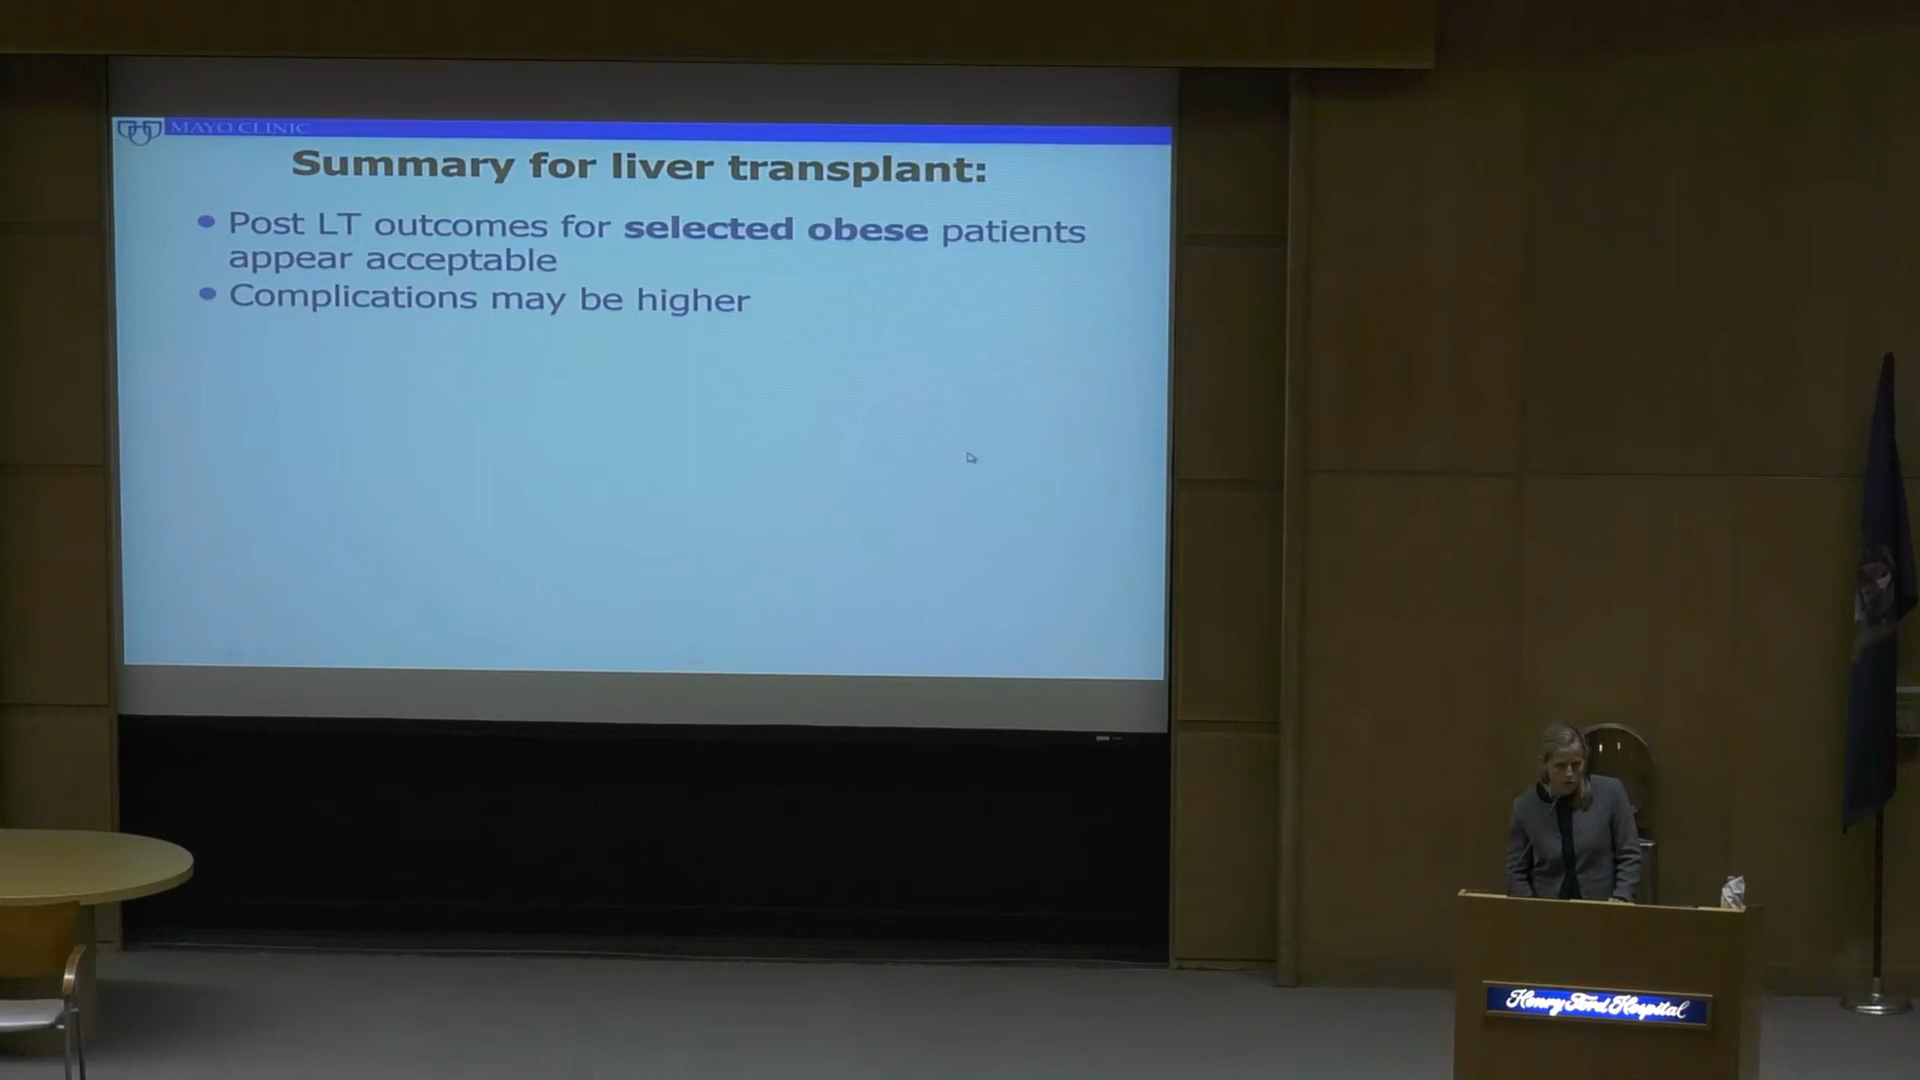 MAYO CLINIC
Summary for liver transplant:
• Post LT outcomes for selected obese patients
appear acceptable
• Complications may be higher
Henry Ford Hospital